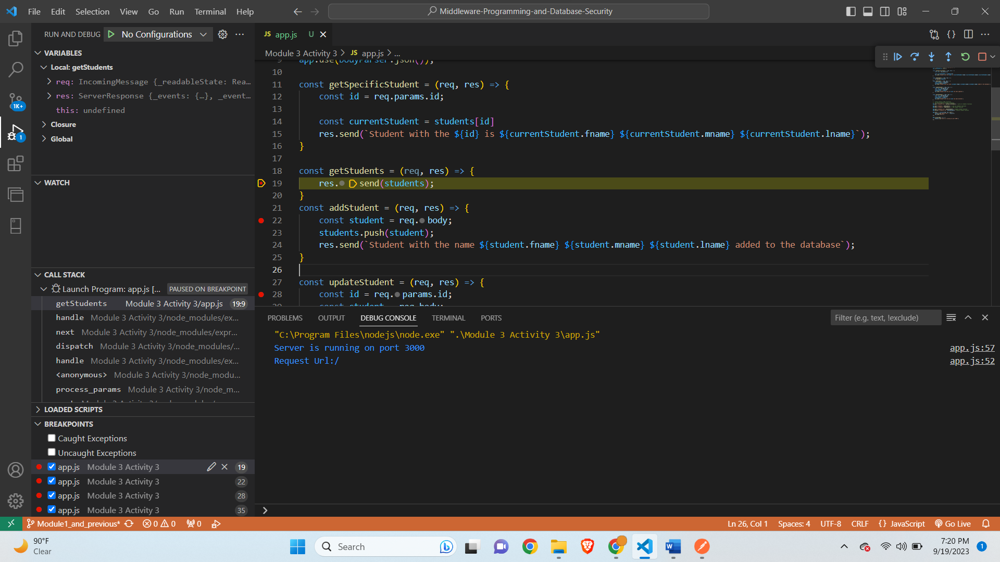 File Edit Selection View Go Run Terminal Help
Middleware-Programming-and-Database-Security
RUN AND DEBUG No Configurations
VARIABLES
Local: getStudents
req: IncomingMessage {_readableState: Rea…
res: ServerResponse {_events: {…}, _event…
this: undefined
Closure
Global
1K+
1
WATCH
CALL STACK
Launch Program: app.js [… PAUSED ON BREAKPOINT
getStudents Module 3 Activity 3/app.js 19:9
handle Module 3 Activity 3/node_modules/ex…
next Module 3 Activity 3/node_modules/expr…
dispatch Module 3 Activity 3/node_modules/…
handle Module 3 Activity 3/node_modules/ex…
<anonymous> Module 3 Activity 3/node_modu…
process_params Module 3 Activity 3/node_m…
LOADED SCRIPTS
BREAKPOINTS
Caught Exceptions
Uncaught Exceptions
app.js Module 3 Activity 3 19
app.js Module 3 Activity 3 22
app.js Module 3 Activity 3 28
app.js Module 3 Activity 3 35
JS app.js U
Module 3 Activity 3 > JS app.js > ...
9 app.use(bodyParser.json());
10
11 const getSpecificStudent = (req, res) => {
12 const id = req.params.id;
13
14 const currentStudent = students[id]
15 res.send(`Student with the ${id} is ${currentStudent.fname} ${currentStudent.mname} ${currentStudent.lname}`);
16 }
17
18 const getStudents = (req, res) => {
19 res.send(students);
20 }
21 const addStudent = (req, res) => {
22 const student = req.body;
23 students.push(student);
24 res.send(`Student with the name ${student.fname} ${student.mname} ${student.lname} added to the database`);
25 }
26
27 const updateStudent = (req, res) => {
28 const id = req.params.id;
29 const student = req.body;
PROBLEMS OUTPUT DEBUG CONSOLE TERMINAL PORTS
Filter (e.g. text, !exclude)
"C:\Program Files\nodejs\node.exe" ".\Module 3 Activity 3\app.js"
Server is running on port 3000 app.js:57
Request Url:/ app.js:52
Module1_and_previous* 0 0 0
Ln 26, Col 1 Spaces: 4 UTF-8 CRLF {} JavaScript Go Live
90°F
Clear
Search
7:20 PM
9/19/2023
1